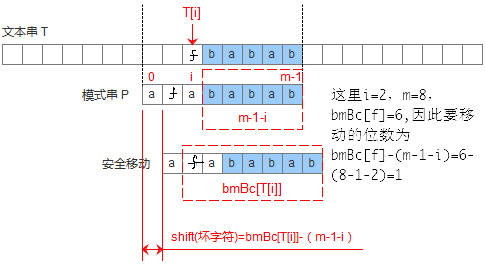 T[i]
文本串 T
f b a b a b
0 i m-1
模式串 P a f a b a b a b
m-1-i
安全移动 a f a b a b a b
bmBc[T[i]]
shift(坏字符)=bmBc[T[i]]-（m-1-i）
这里i=2，m=8，
bmBc[f]=6,因此要移
动的位数为
bmBc[f]-(m-1-i)=6-
(8-1-2)=1